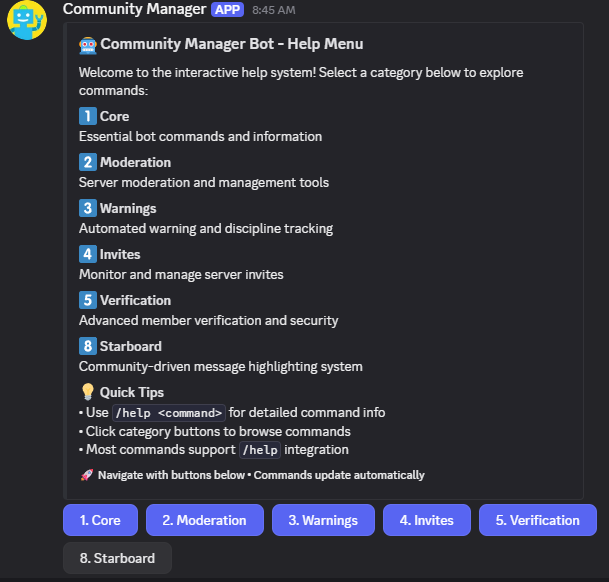 Community Manager APP 8:45 AM
Community Manager Bot - Help Menu
Welcome to the interactive help system! Select a category below to explore
commands:
1 Core
Essential bot commands and information
2 Moderation
Server moderation and management tools
3 Warnings
Automated warning and discipline tracking
4 Invites
Monitor and manage server invites
5 Verification
Advanced member verification and security
8 Starboard
Community-driven message highlighting system
💡 Quick Tips
• Use /help <command> for detailed command info
• Click category buttons to browse commands
• Most commands support /help integration
🚀 Navigate with buttons below • Commands update automatically
1. Core 2. Moderation 3. Warnings 4. Invites 5. Verification
8. Starboard